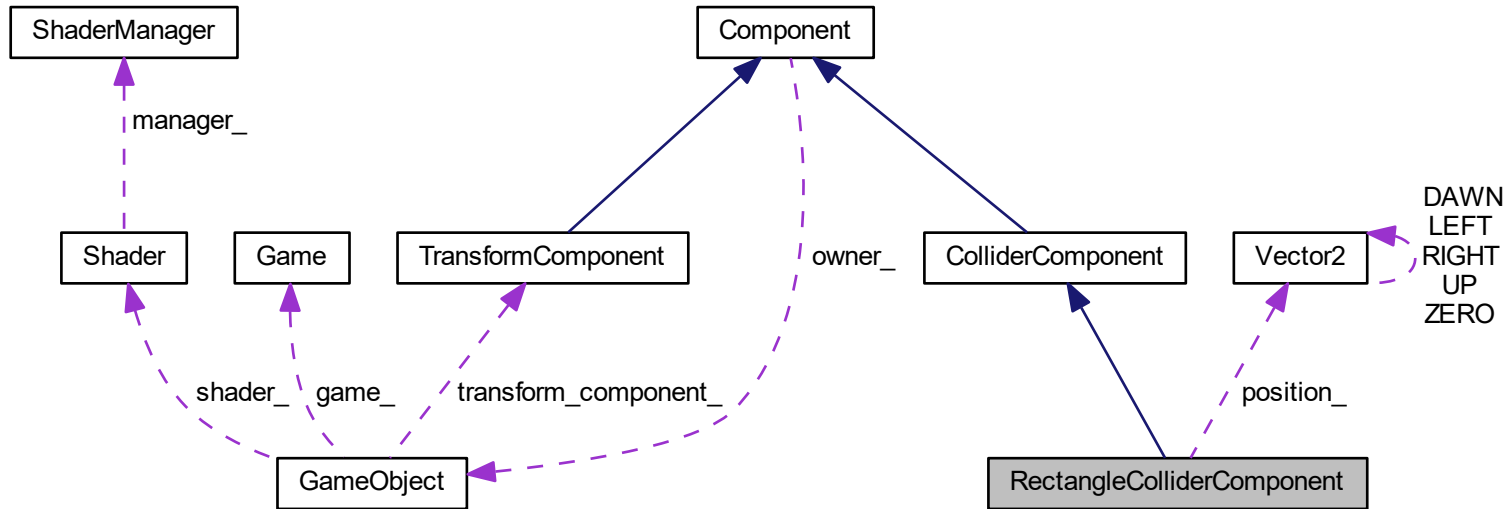 ShaderManager
Component
manager_
DAWN
LEFT
RIGHT
UP
ZERO
Shader
Game
TransformComponent
owner_
ColliderComponent
Vector2
shader_
game_
transform_component_
position_
GameObject
RectangleColliderComponent